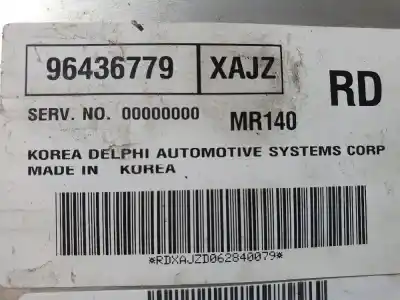 96436779 XAJZ RD
SERV. NO. 00000000 MR140
KOREA DELPHI AUTOMOTIVE SYSTEMS CORP
MADE IN KOREA
*RDXAJZD062840079*